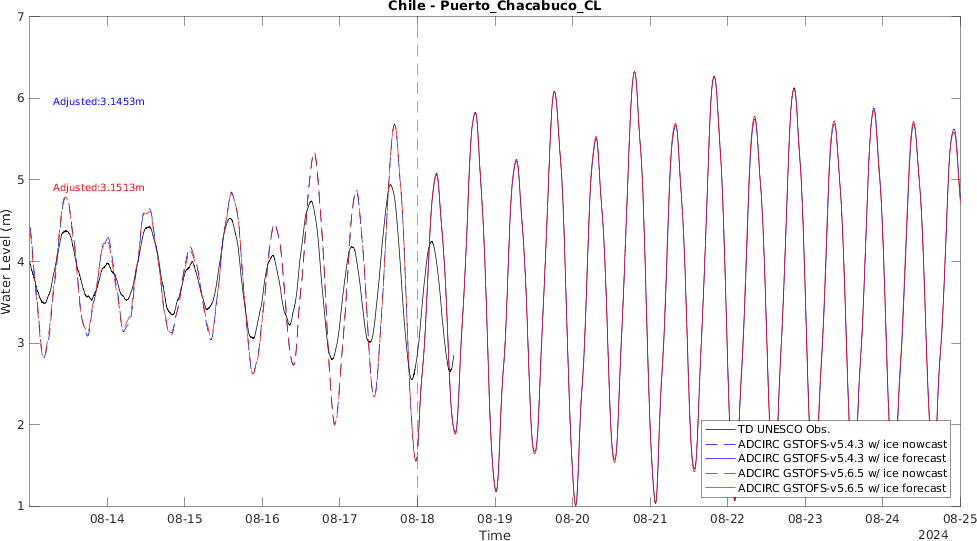 Chile - Puerto_Chacabuco_CL
7
6
5
4
3
2
1
Water Level (m)
Adjusted:3.1453m
Adjusted:3.1513m
TD UNESCO Obs.
ADCIRC GSTOFS-v5.4.3 w/ ice nowcast
ADCIRC GSTOFS-v5.4.3 w/ ice forecast
ADCIRC GSTOFS-v5.6.5 w/ ice nowcast
ADCIRC GSTOFS-v5.6.5 w/ ice forecast
08-14 08-15 08-16 08-17 08-18 08-19 08-20 08-21 08-22 08-23 08-24 08-25
Time
2024